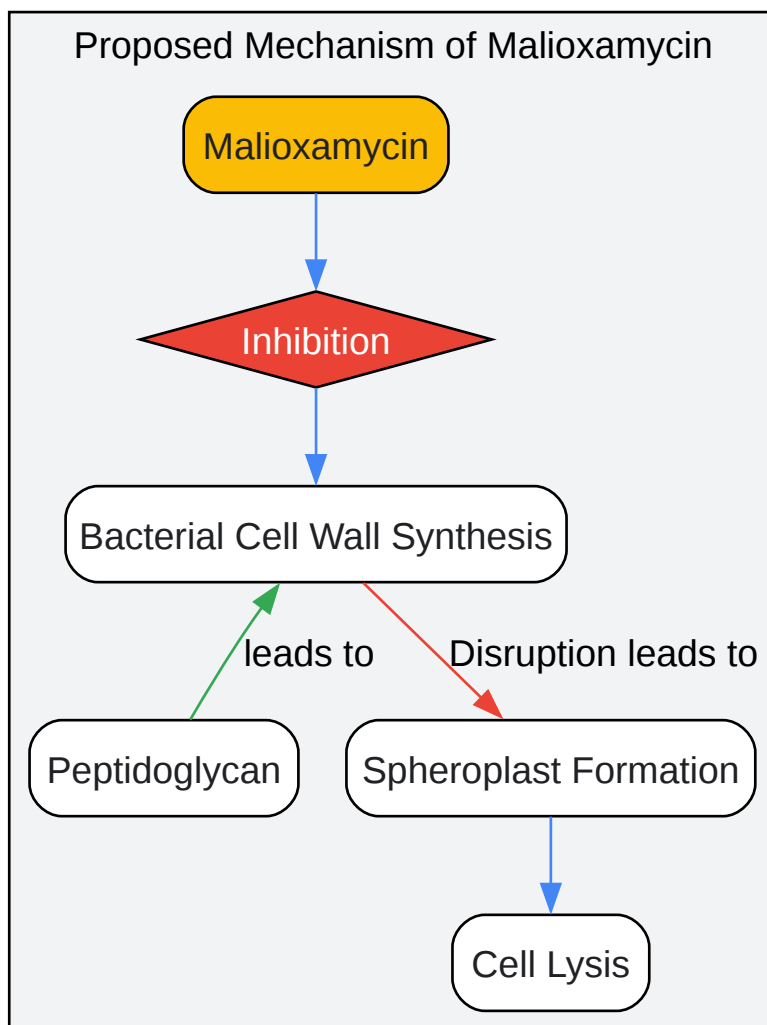 Proposed Mechanism of Malioxamycin
Malioxamycin
Inhibition
Bacterial Cell Wall Synthesis
leads to
Disruption leads to
Peptidoglycan
Spheroplast Formation
Cell Lysis